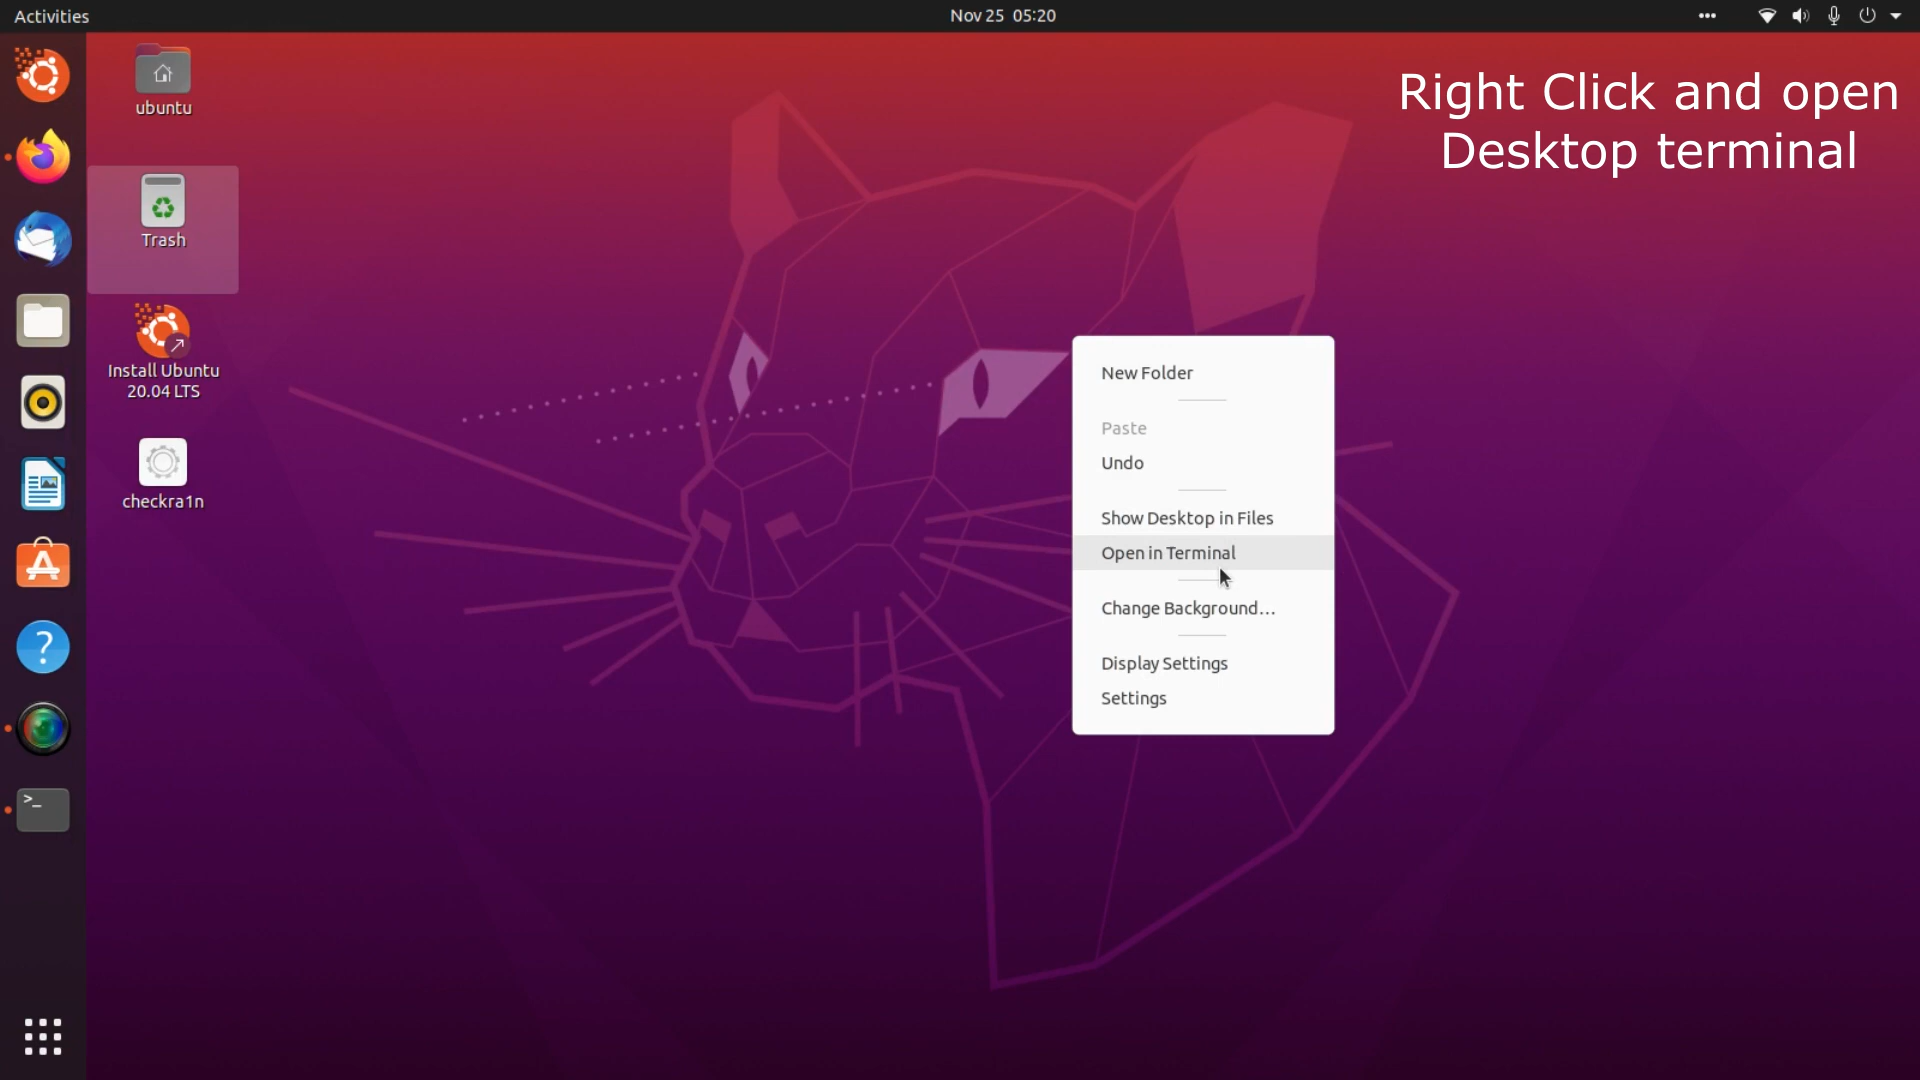 Activities
Nov 25 05:20
Right Click and open
Desktop terminal
ubuntu
Trash
Install Ubuntu
20.04 LTS
checkra1n
New Folder
Paste
Undo
Show Desktop in Files
Open in Terminal
Change Background…
Display Settings
Settings
?
>_